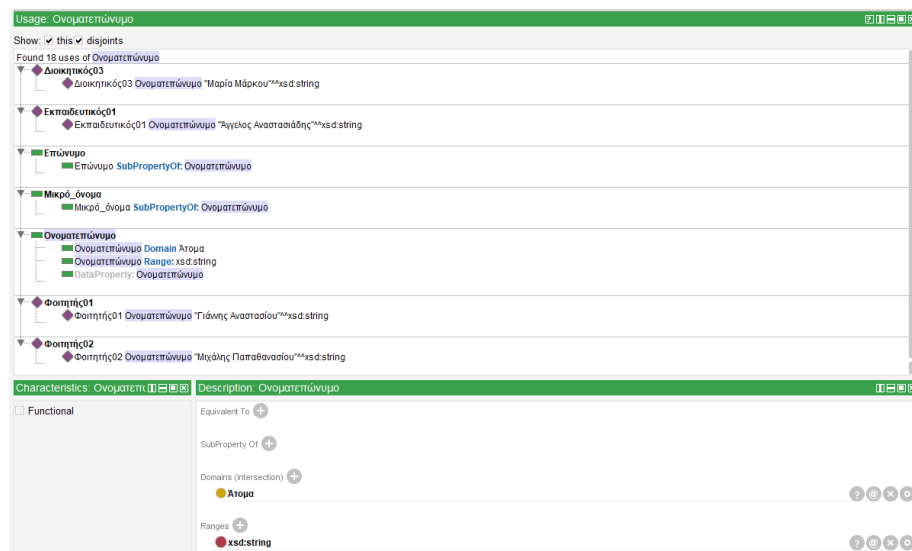 Usage: Ονοματεπώνυμο
Show: this disjoints
Found 18 uses of Ονοματεπώνυμο
Διοικητικός03
Διοικητικός03 Ονοματεπώνυμο "Μαρία Μάρκου"^^xsd:string
Εκπαιδευτικός01
Εκπαιδευτικός01 Ονοματεπώνυμο "Άγγελος Αναστασιάδης"^^xsd:string
Επώνυμο
Επώνυμο SubPropertyOf: Ονοματεπώνυμο
Μικρό_όνομα
Μικρό_όνομα SubPropertyOf: Ονοματεπώνυμο
Ονοματεπώνυμο
Ονοματεπώνυμο Domain Άτομα
Ονοματεπώνυμο Range: xsd:string
DataProperty: Ονοματεπώνυμο
Φοιτητής01
Φοιτητής01 Ονοματεπώνυμο "Γιάννης Αναστασίου"^^xsd:string
Φοιτητής02
Φοιτητής02 Ονοματεπώνυμο "Μιχάλης Παπαθανασίου"^^xsd:string
Characteristics: Ονοματεπι
Functional
Description: Ονοματεπώνυμο
Equivalent To
SubProperty Of
Domains (intersection)
Άτομα
Ranges
xsd:string